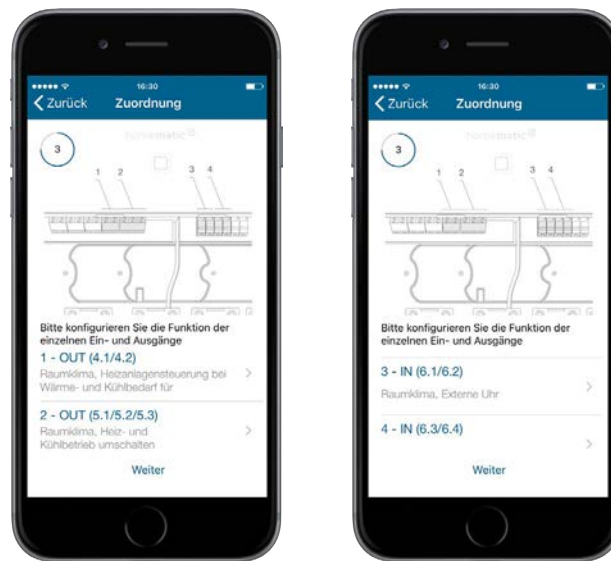 16:30
Zurück Zuordnung
homematic IP
3
1 2 3 4
Bitte konfigurieren Sie die Funktion der
einzelnen Ein- und Ausgänge
1 - OUT (4.1/4.2)
Raumklima, Heizanlagensteuerung bei
Wärme- und Kühlbedarf für
2 - OUT (5.1/5.2/5.3)
Raumklima, Heiz- und
Kühlbetrieb umschalten
Weiter
16:30
Zurück Zuordnung
homematic IP
3
1 2 3 4
Bitte konfigurieren Sie die Funktion der
einzelnen Ein- und Ausgänge
3 - IN (6.1/6.2)
Raumklima, Externe Uhr
4 - IN (6.3/6.4)
Weiter